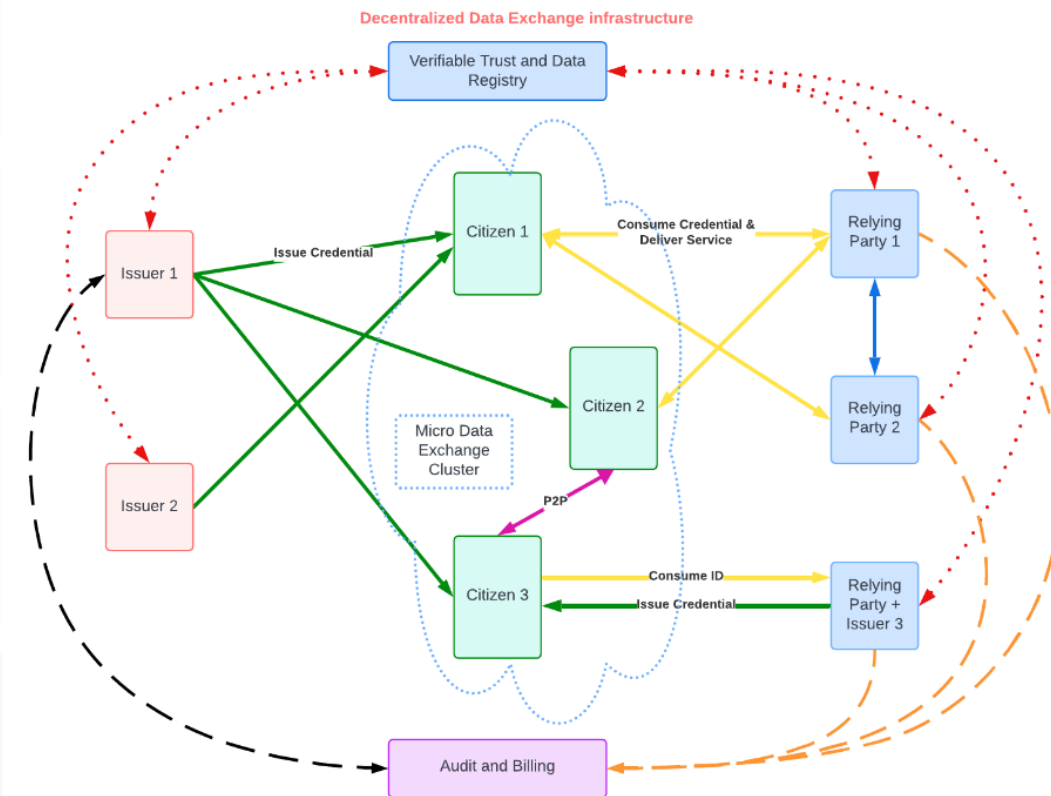 Decentralized Data Exchange infrastructure
Verifiable Trust and Data
Registry
Citizen 1
Consume Credential &
Deliver Service
Relying
Party 1
Issue Credential
Issuer 1
Citizen 2
Relying
Party 2
Micro Data
Exchange
Cluster
Issuer 2
P2P
Citizen 3
Consume ID
Issue Credential
Relying
Party +
Issuer 3
Audit and Billing